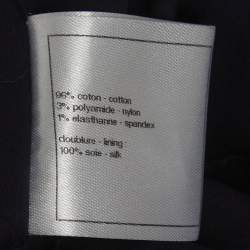 96% coton - cotton
3% polyamide - nylon
1% elasthanne - spandex
doublure - lining :
100% soie - silk